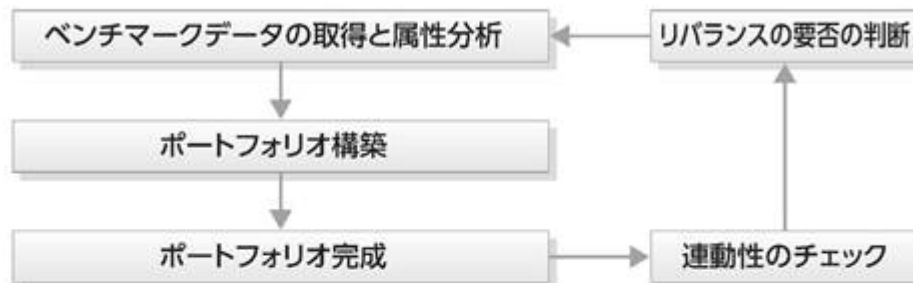 ベンチマークデータの取得と属性分析
リバランスの要否の判断
ポートフォリオ構築
ポートフォリオ完成
連動性のチェック